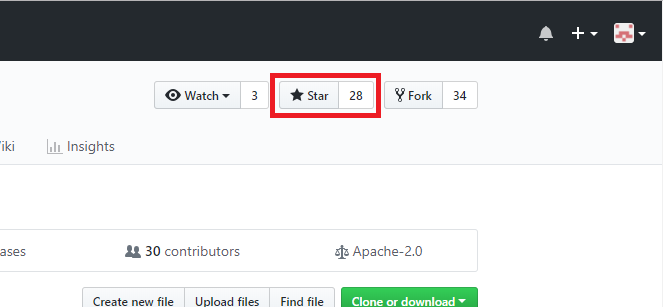 Watch 3 Star 28 Fork 34
iki Insights
ases 30 contributors Apache-2.0
Create new file Upload files Find file Clone or download